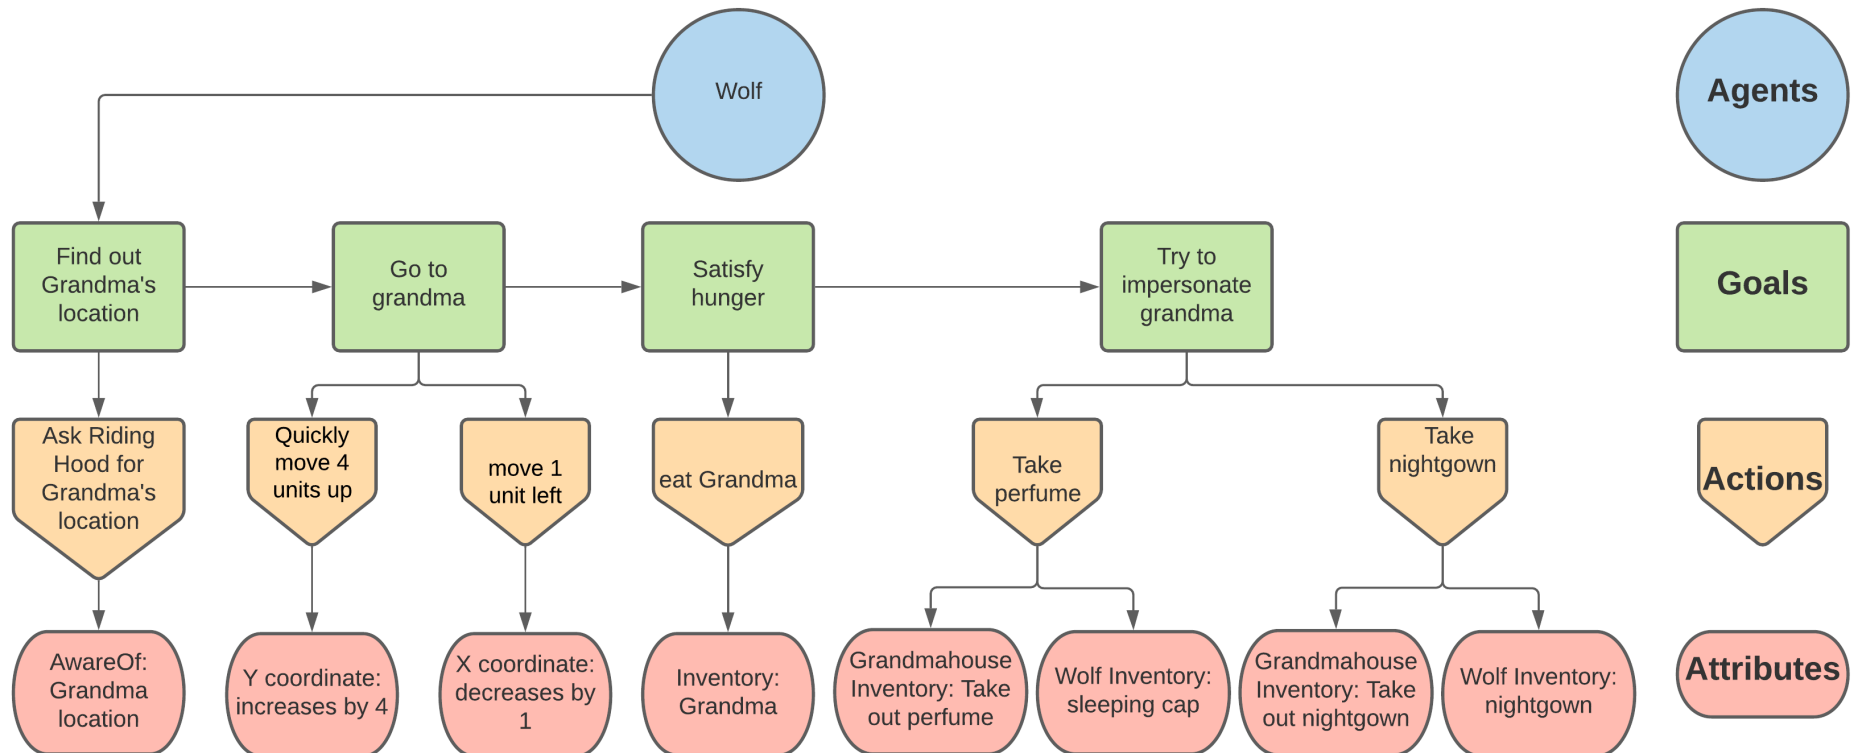 Wolf
Agents
Find out
Grandma's
location
Go to
grandma
Satisfy
hunger
Try to
impersonate
grandma
Goals
Ask Riding
Hood for
Grandma's
location
Quickly
move 4
units up
move 1
unit left
eat Grandma
Take
perfume
Take
nightgown
Actions
AwareOf:
Grandma
location
Y coordinate:
increases by 4
X coordinate:
decreases by
1
Inventory:
Grandma
Grandmahouse
Inventory: Take
out perfume
Wolf Inventory:
sleeping cap
Grandmahouse
Inventory: Take
out nightgown
Wolf Inventory:
nightgown
Attributes